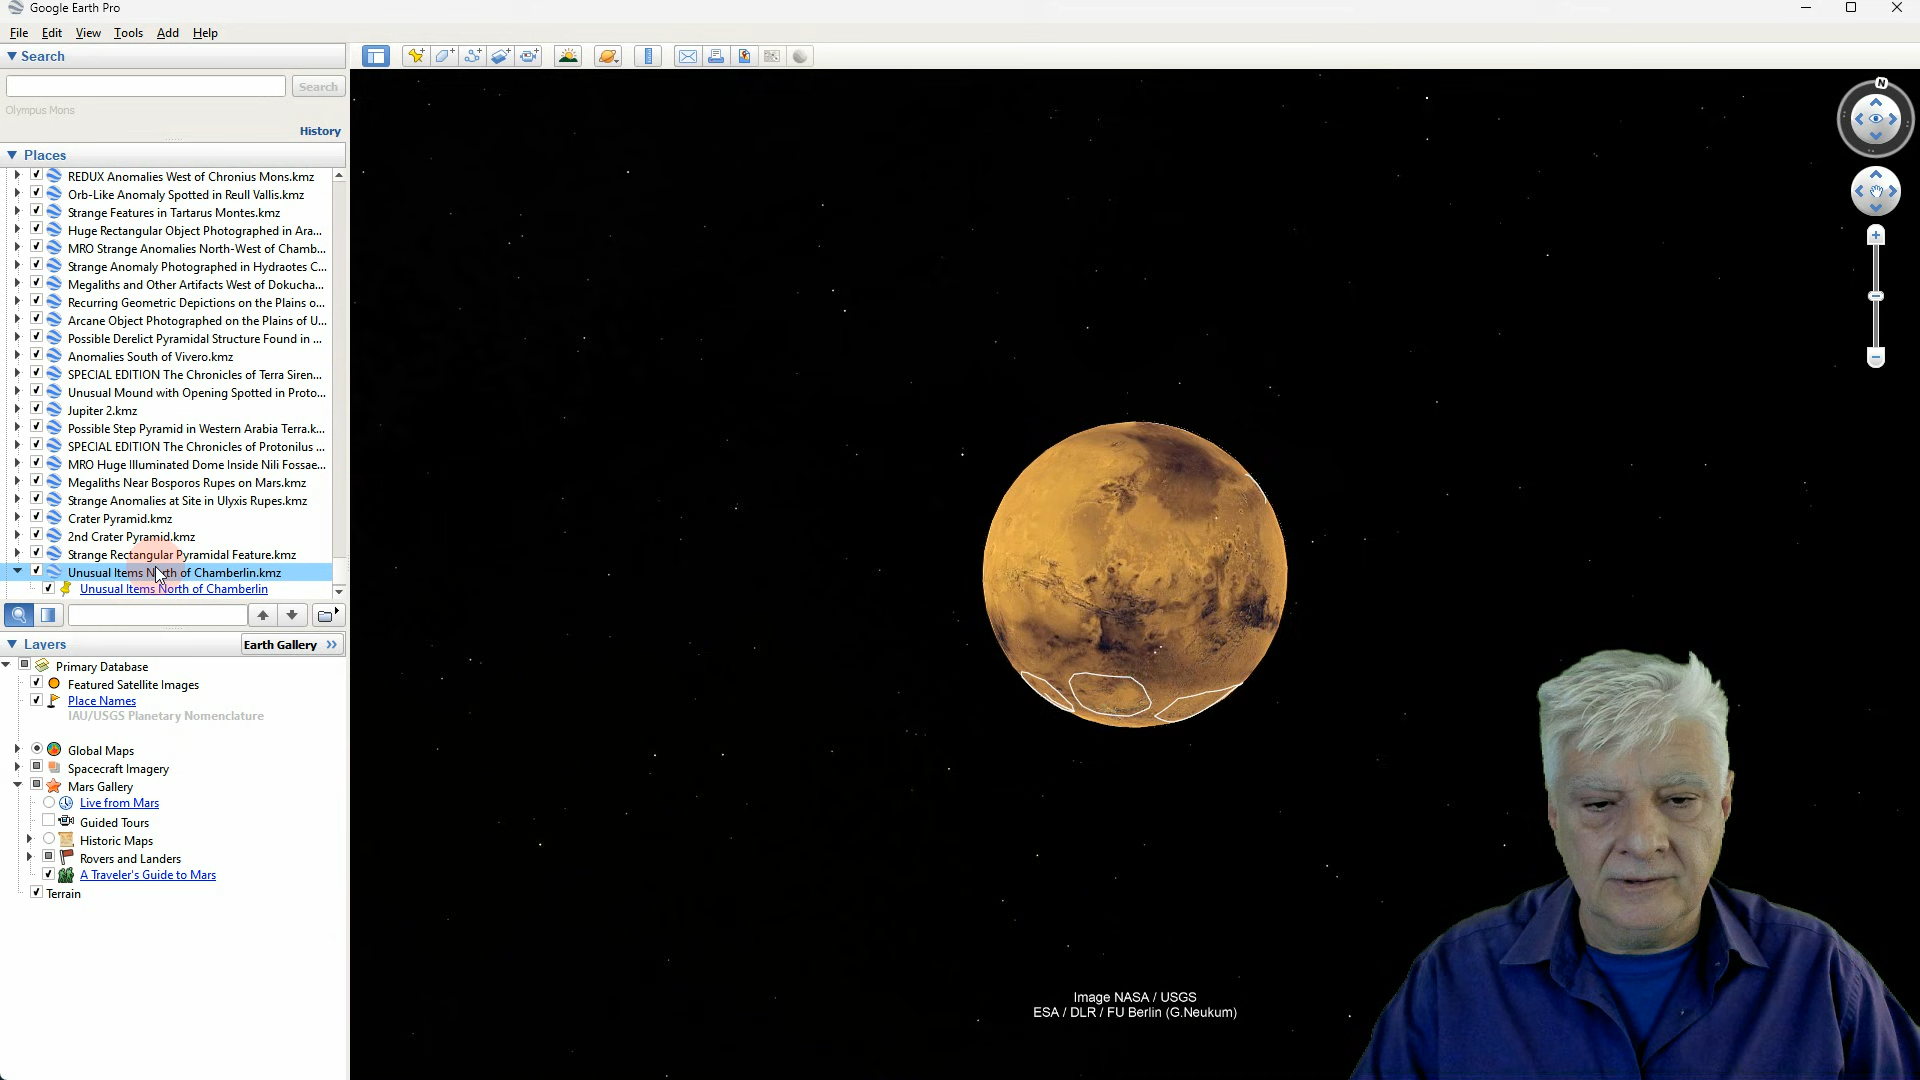 Google Earth Pro
File Edit View Tools Add Help
Search
Search
Olympus Mons
History
Places
REDUX Anomalies West of Chronius Mons.kmz
Orb-Like Anomaly Spotted in Reull Vallis.kmz
Strange Features in Tartarus Montes.kmz
Huge Rectangular Object Photographed in Ara...
MRO Strange Anomalies North-West of Chamb...
Strange Anomaly Photographed in Hydraotes C...
Megaliths and Other Artifacts West of Dokucha...
Recurring Geometric Depictions on the Plains o...
Arcane Object Photographed on the Plains of U...
Possible Derelict Pyramidal Structure Found in ...
Anomalies South of Vivero.kmz
SPECIAL EDITION The Chronicles of Terra Siren...
Unusual Mound with Opening Spotted in Proto...
Jupiter 2.kmz
Possible Step Pyramid in Western Arabia Terra.k...
SPECIAL EDITION The Chronicles of Protonilus ...
MRO Huge Illuminated Dome Inside Nili Fossae...
Megaliths Near Bosporos Rupes on Mars.kmz
Strange Anomalies at Site in Ulyxis Rupes.kmz
Crater Pyramid.kmz
2nd Crater Pyramid.kmz
Strange Rectangular Pyramidal Feature.kmz
Unusual Items North of Chamberlin.kmz
Unusual Items North of Chamberlin
Layers
Earth Gallery »
Primary Database
Featured Satellite Images
Place Names
IAU/USGS Planetary Nomenclature
Global Maps
Spacecraft Imagery
Mars Gallery
Live from Mars
Guided Tours
Historic Maps
Rovers and Landers
A Traveler's Guide to Mars
Terrain
N
Image NASA / USGS
ESA / DLR / FU Berlin (G.Neukum)